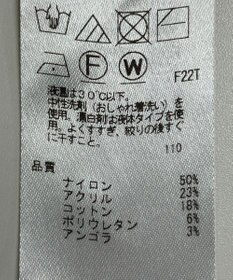 F
W
F22T
液温は30℃以下。
中性洗剤(おしゃれ着洗い)を
使用。漂白剤は液体タイプを使
用。よくすすぎ、絞りの後すぐ
に干すこと。
110
品質
ナイロン 50%
アクリル 23%
コットン 18%
ポリウレタン 6%
アンゴラ 3%